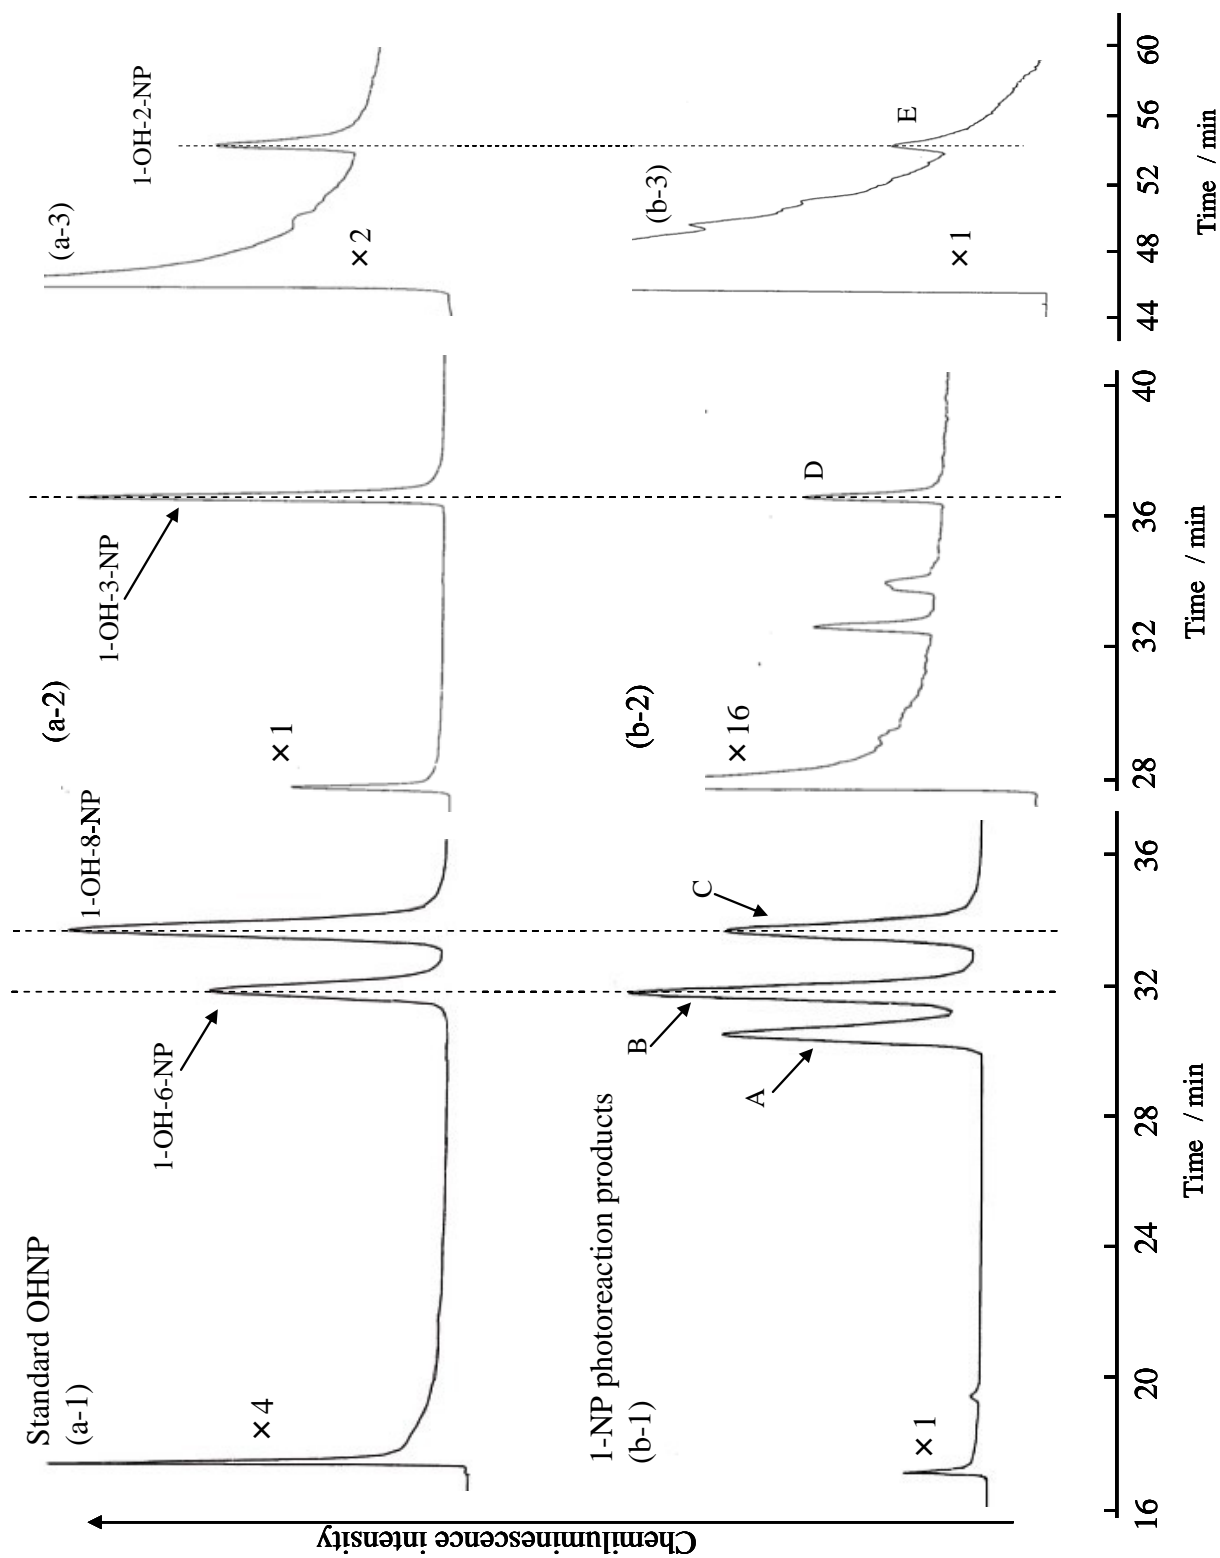 Standard OHNP
(a-1)
× 4
1-OH-6-NP
1-OH-8-NP
(a-2)
× 1
1-OH-3-NP
(a-3)
× 2
1-OH-2-NP
1-NP photoreaction products
(b-1)
× 1
A
B
C
(b-2)
× 16
D
(b-3)
× 1
E
Chemiluminescence intensity
16 20 24 28 32 36
Time / min
28 32 36 40
Time / min
44 48 52 56 60
Time / min